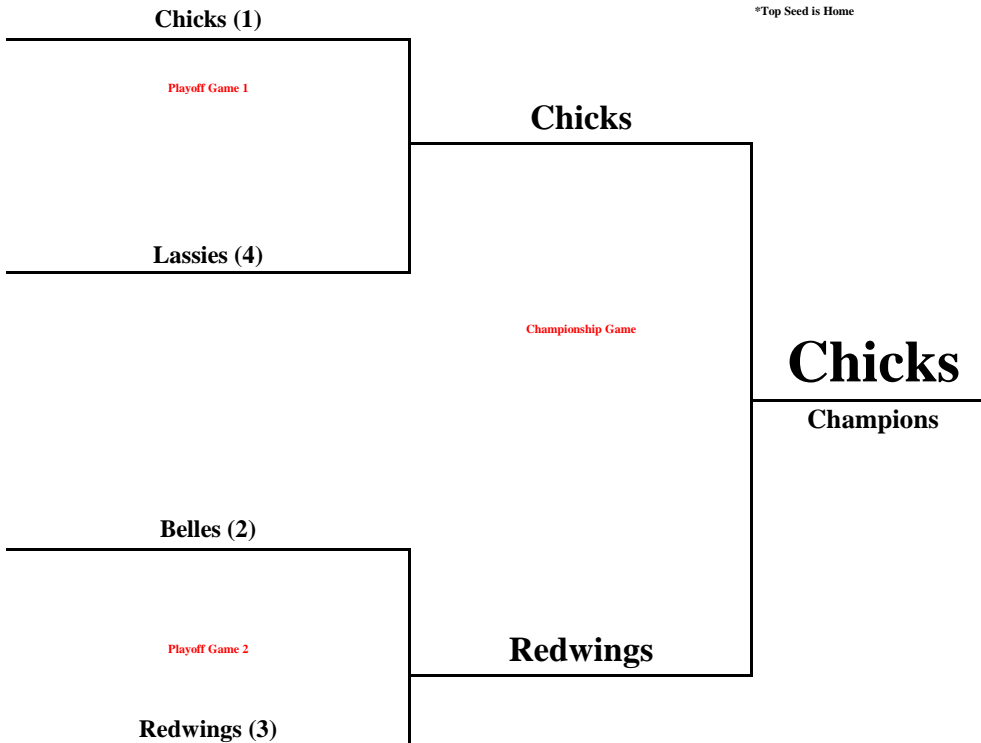 Chicks (1)
*Top Seed is Home
Playoff Game 1
Chicks
Lassies (4)
Championship Game
Chicks
Champions
Belles (2)
Playoff Game 2
Redwings
Redwings (3)